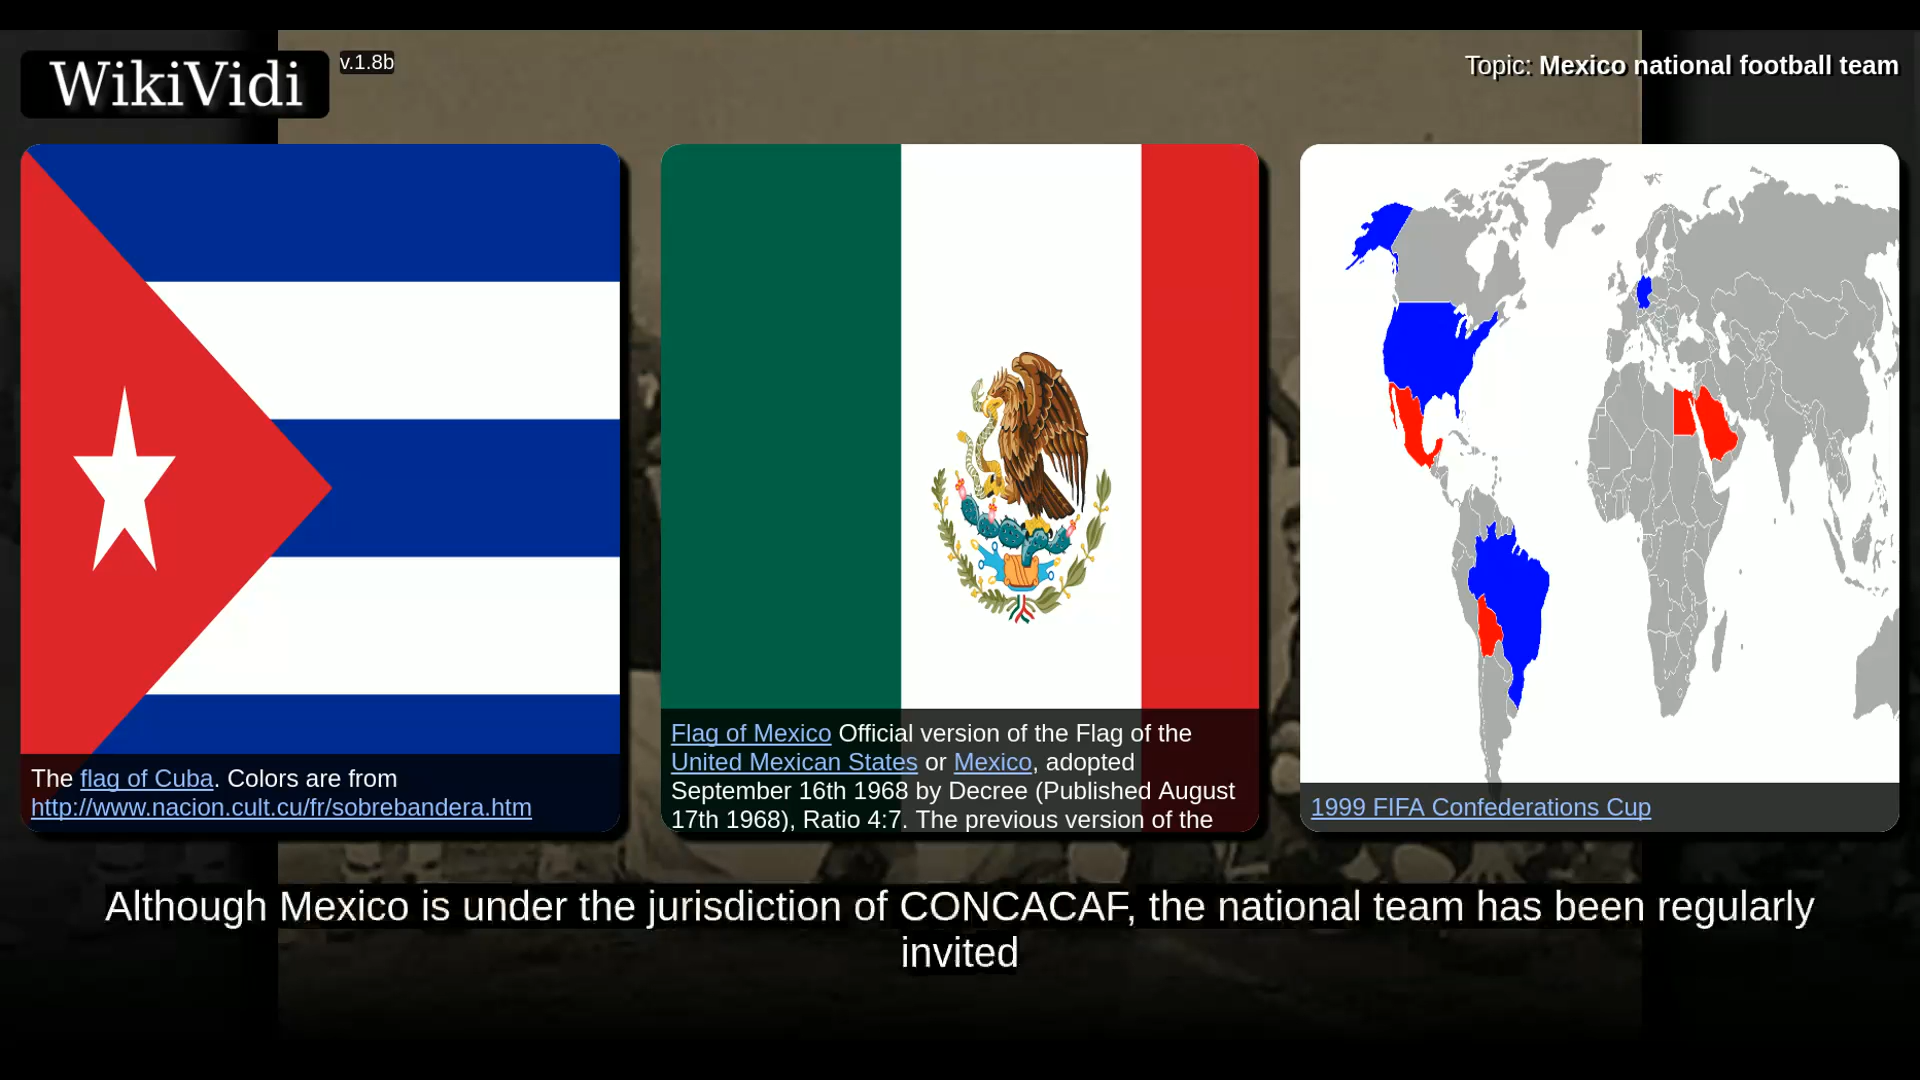 WikiVidi
v.1.8b
Topic: Mexico national football team
The flag of Cuba. Colors are from
http://www.nacion.cult.cu/fr/sobrebandera.htm
Flag of Mexico Official version of the Flag of the
United Mexican States or Mexico, adopted
September 16th 1968 by Decree (Published August
17th 1968), Ratio 4:7. The previous version of the
1999 FIFA Confederations Cup
Although Mexico is under the jurisdiction of CONCACAF, the national team has been regularly
invited